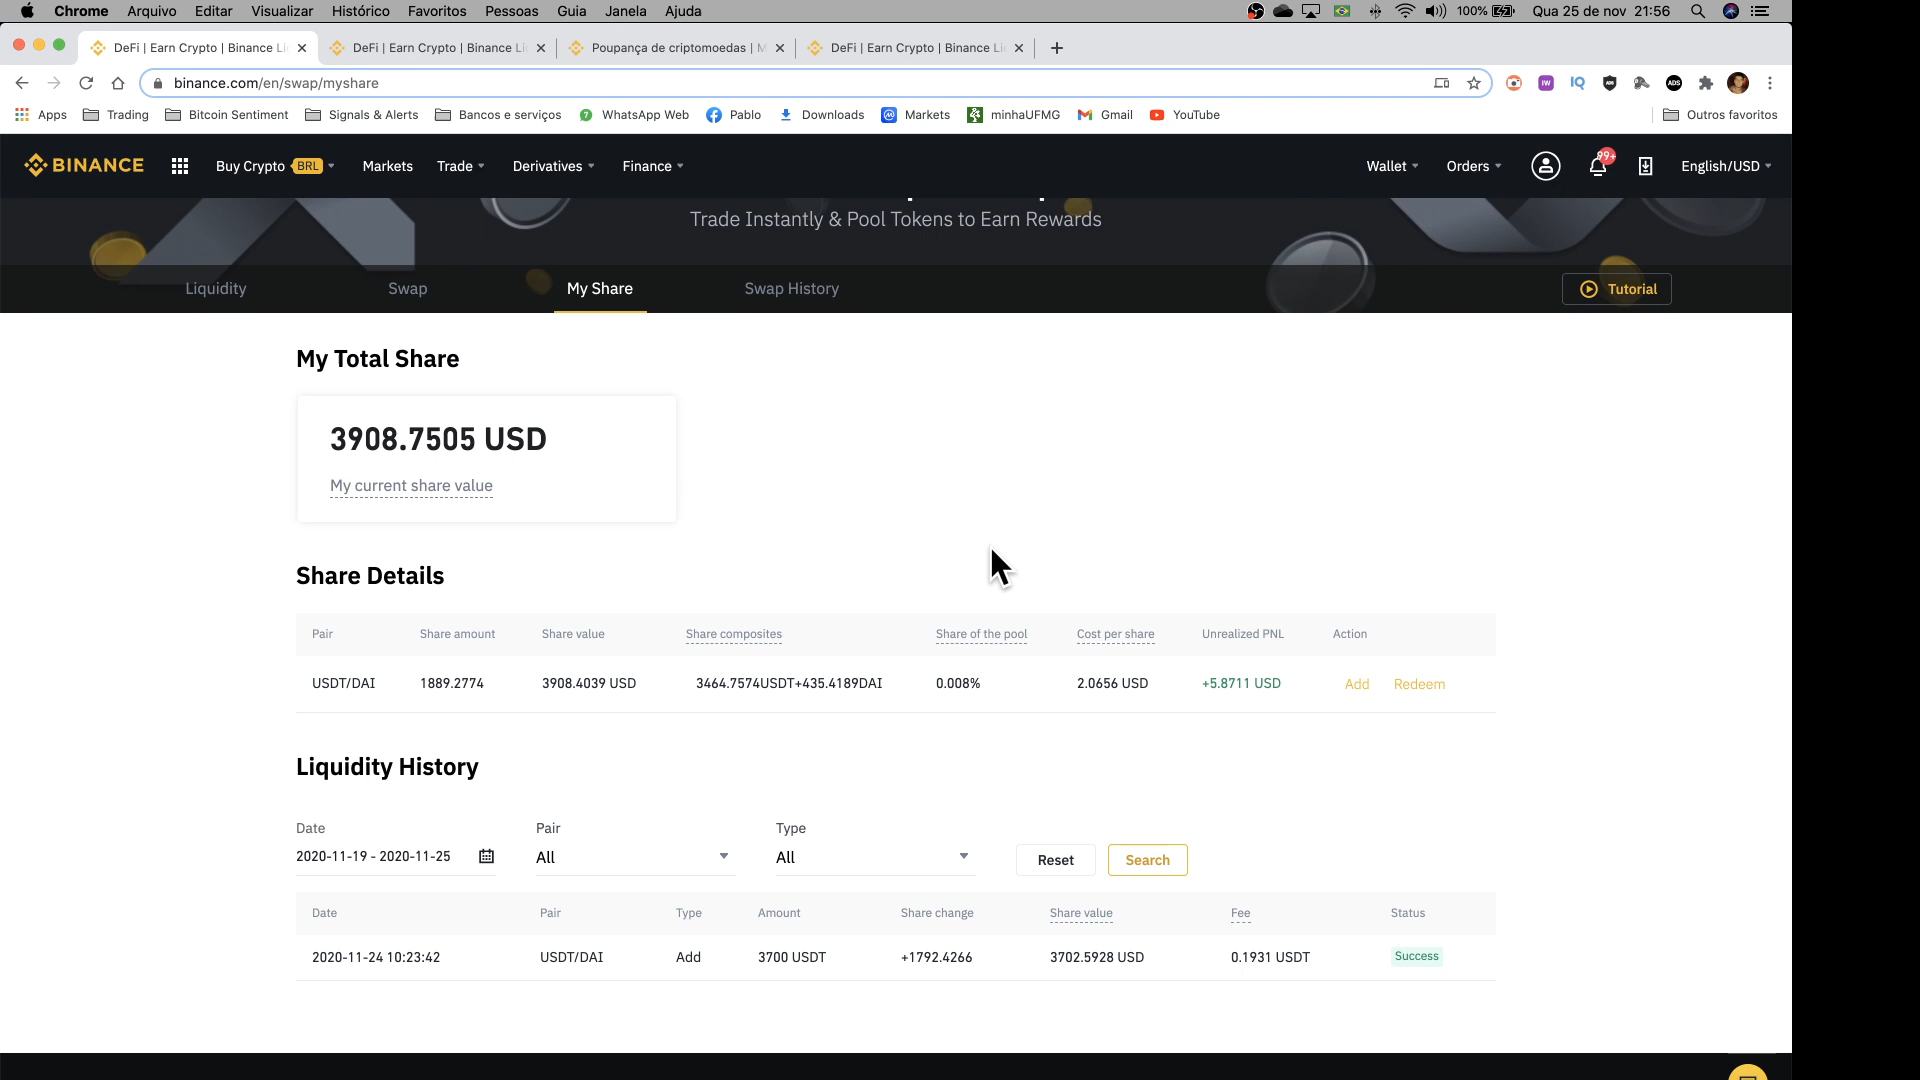 Chrome Arquivo Editar Visualizar Histórico Favoritos Pessoas Guia Janela Ajuda 100% Qua 25 de nov 21:56
DeFi | Earn Crypto | Binance Li DeFi | Earn Crypto | Binance Li Poupança de criptomoedas | M DeFi | Earn Crypto | Binance Li
binance.com/en/swap/myshare
Apps Trading Bitcoin Sentiment Signals & Alerts Bancos e serviços WhatsApp Web Pablo Downloads Markets minhaUFMG Gmail YouTube Outros favoritos
BINANCE Buy Crypto BRL Markets Trade Derivatives Finance Wallet Orders 99+ English/USD
Trade Instantly & Pool Tokens to Earn Rewards
Liquidity Swap My Share Swap History Tutorial
My Total Share
3908.7505 USD
My current share value
Share Details
Pair Share amount Share value Share composites Share of the pool Cost per share Unrealized PNL Action
USDT/DAI 1889.2774 3908.4039 USD 3464.7574USDT+435.4189DAI 0.008% 2.0656 USD +5.8711 USD Add Redeem
Liquidity History
Date Pair Type
2020-11-19 - 2020-11-25 All All Reset Search
Date Pair Type Amount Share change Share value Fee Status
2020-11-24 10:23:42 USDT/DAI Add 3700 USDT +1792.4266 3702.5928 USD 0.1931 USDT Success